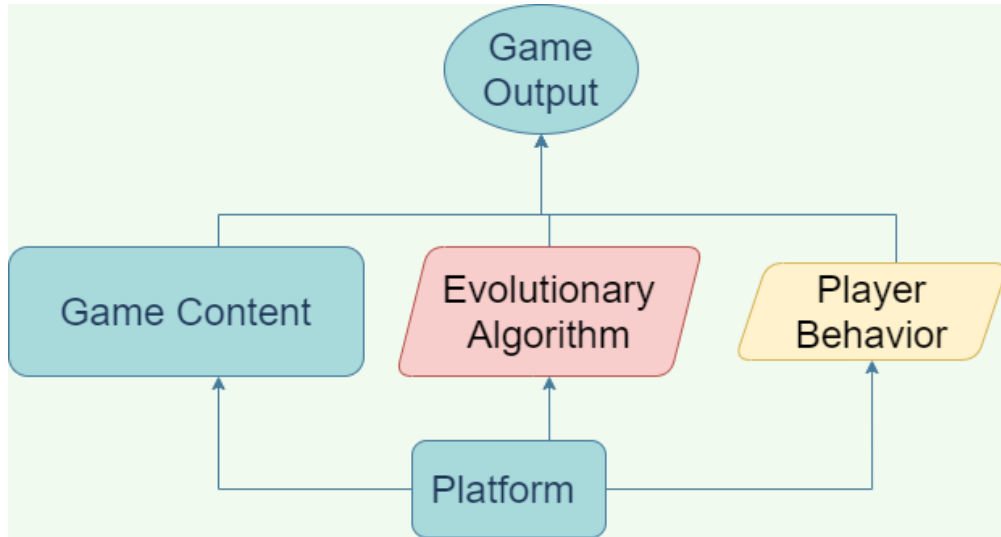 Game
Output
Game Content
Evolutionary
Algorithm
Player
Behavior
Platform